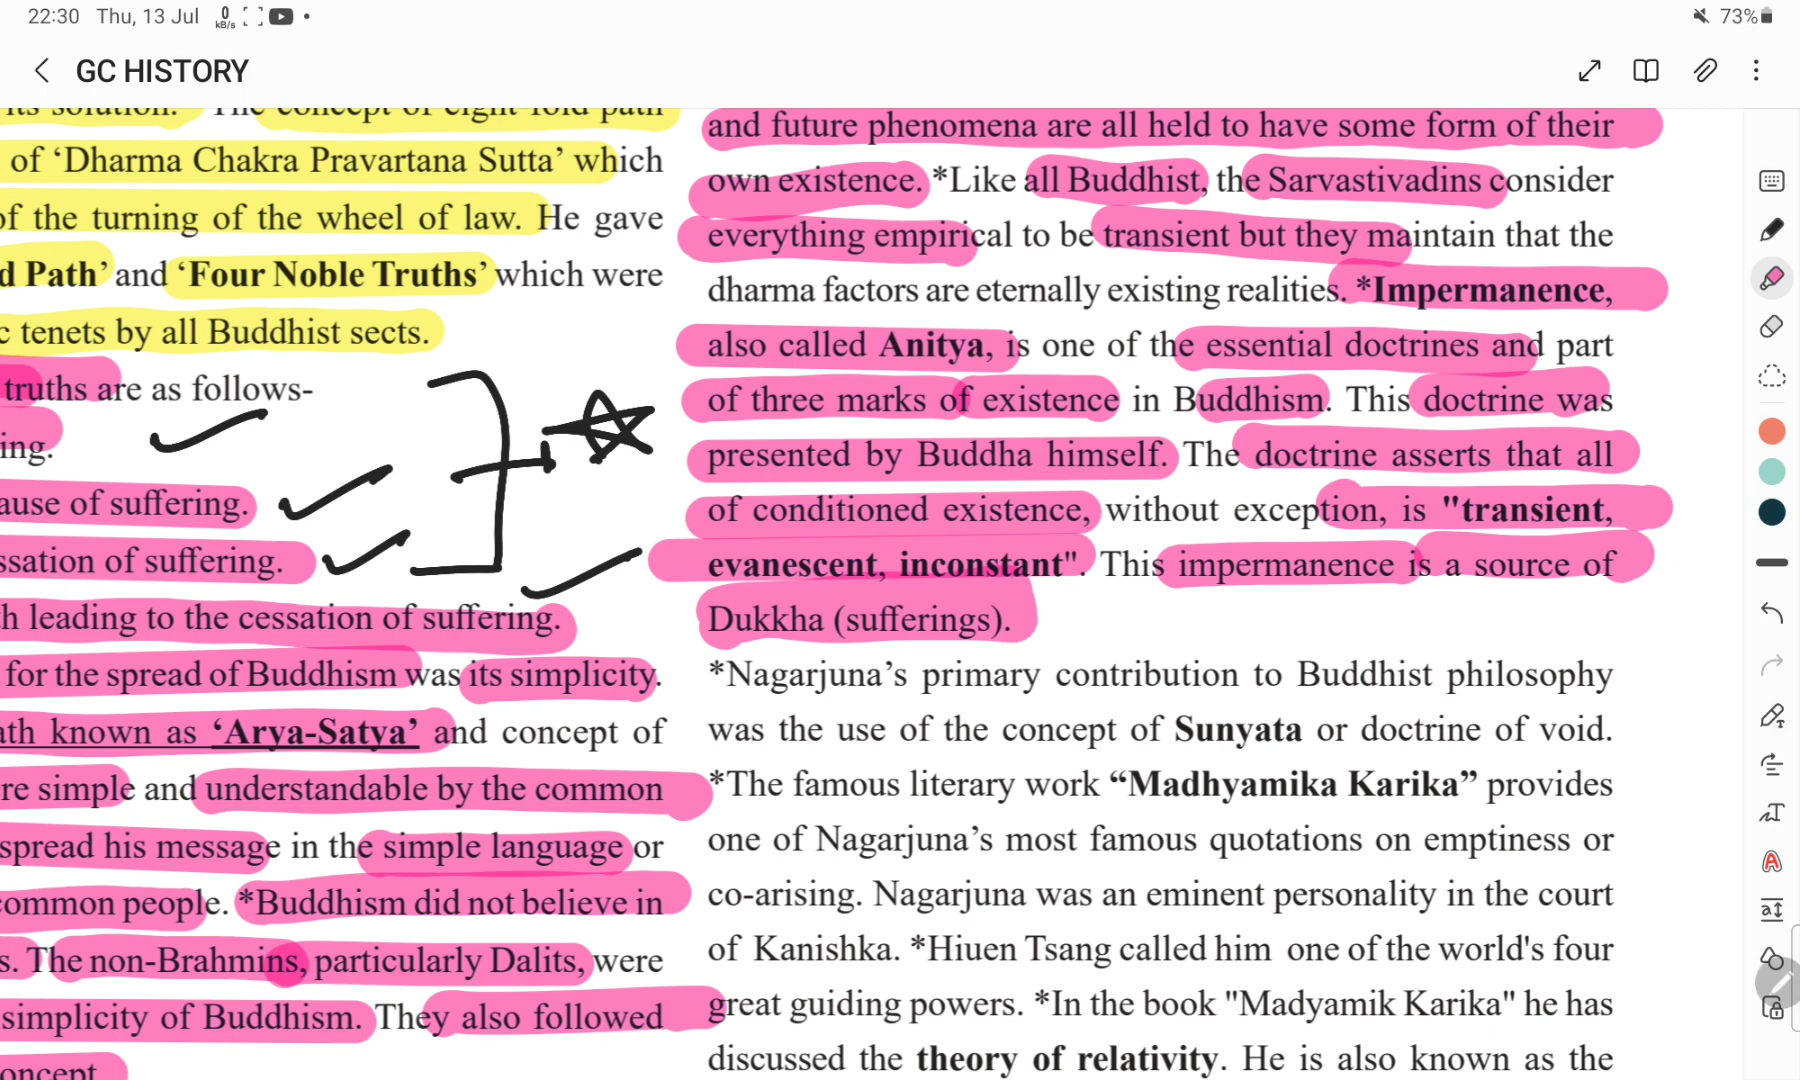 22:30 Thu, 13 Jul 0 kB/s 73%
GC HISTORY
its solution. The concept of eight-fold path
of ‘Dharma Chakra Pravartana Sutta’ which
of the turning of the wheel of law. He gave
d Path’ and ‘Four Noble Truths’ which were
c tenets by all Buddhist sects.
truths are as follows-
ing.
ause of suffering.
ssation of suffering.
h leading to the cessation of suffering.
for the spread of Buddhism was its simplicity.
ath known as ‘Arya-Satya’ and concept of
re simple and understandable by the common
spread his message in the simple language or
common people. *Buddhism did not believe in
s. The non-Brahmins, particularly Dalits, were
simplicity of Buddhism. They also followed
oncept
and future phenomena are all held to have some form of their
own existence. *Like all Buddhist, the Sarvastivadins consider
everything empirical to be transient but they maintain that the
dharma factors are eternally existing realities. *Impermanence,
also called Anitya, is one of the essential doctrines and part
of three marks of existence in Buddhism. This doctrine was
presented by Buddha himself. The doctrine asserts that all
of conditioned existence, without exception, is "transient,
evanescent, inconstant". This impermanence is a source of
Dukkha (sufferings).
*Nagarjuna’s primary contribution to Buddhist philosophy
was the use of the concept of Sunyata or doctrine of void.
*The famous literary work “Madhyamika Karika” provides
one of Nagarjuna’s most famous quotations on emptiness or
co-arising. Nagarjuna was an eminent personality in the court
of Kanishka. *Hiuen Tsang called him one of the world's four
great guiding powers. *In the book "Madyamik Karika" he has
discussed the theory of relativity. He is also known as the